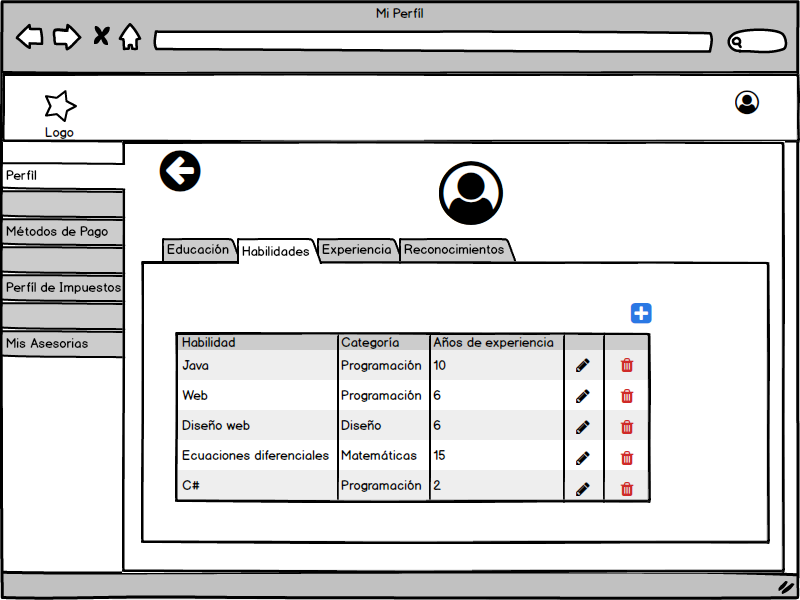 Mi Perfil
Logo
Perfil
Métodos de Pago
Perfil de Impuestos
Mis Asesorias
Educación Habilidades Experiencia Reconocimientos
Habilidad Categoría Años de experiencia
Java Programación 10
Web Programación 6
Diseño web Diseño 6
Ecuaciones diferenciales Matemáticas 15
C# Programación 2